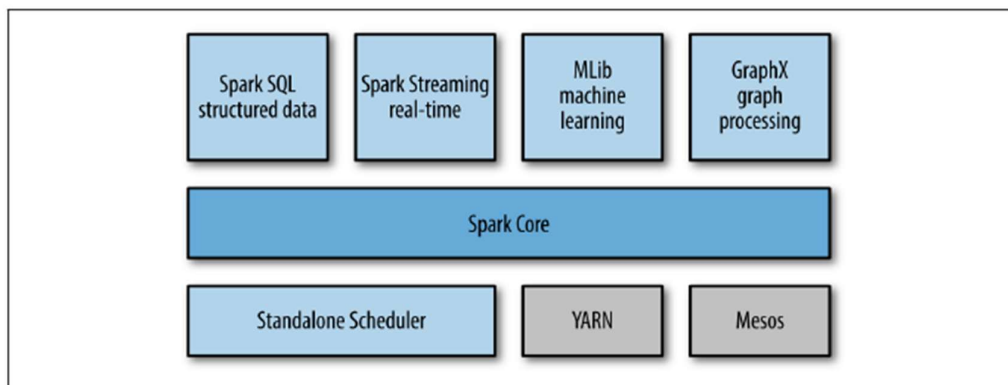 Spark SQL
structured data
Spark Streaming
real-time
MLib
machine
learning
GraphX
graph
processing
Spark Core
Standalone Scheduler
YARN
Mesos